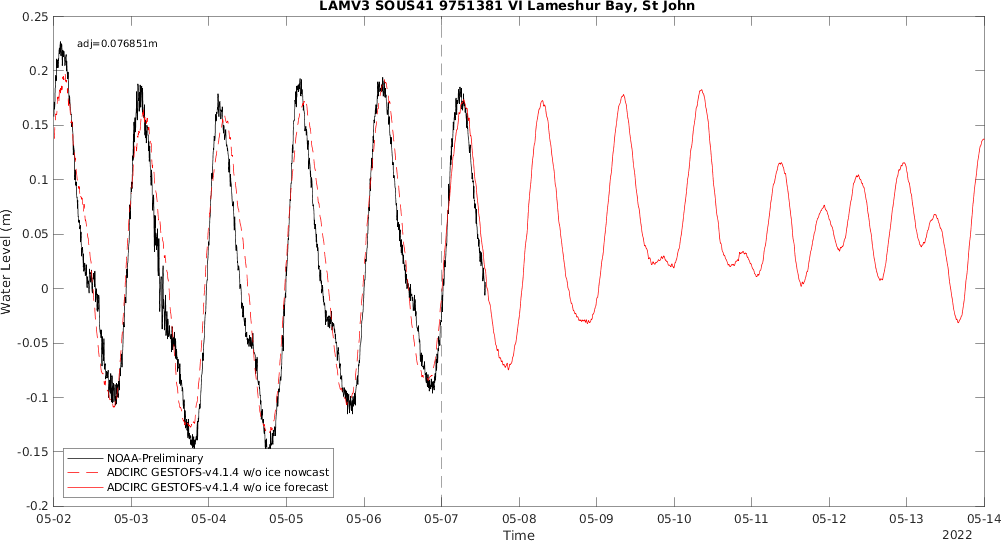 LAMV3 SOUS41 9751381 VI Lameshur Bay, St John
adj=0.076851m
0.25
0.2
0.15
0.1
0.05
0
-0.05
-0.1
-0.15
-0.2
Water Level (m)
NOAA-Preliminary
ADCIRC GESTOFS-v4.1.4 w/o ice nowcast
ADCIRC GESTOFS-v4.1.4 w/o ice forecast
05-02 05-03 05-04 05-05 05-06 05-07 05-08 05-09 05-10 05-11 05-12 05-13 05-14
Time
2022